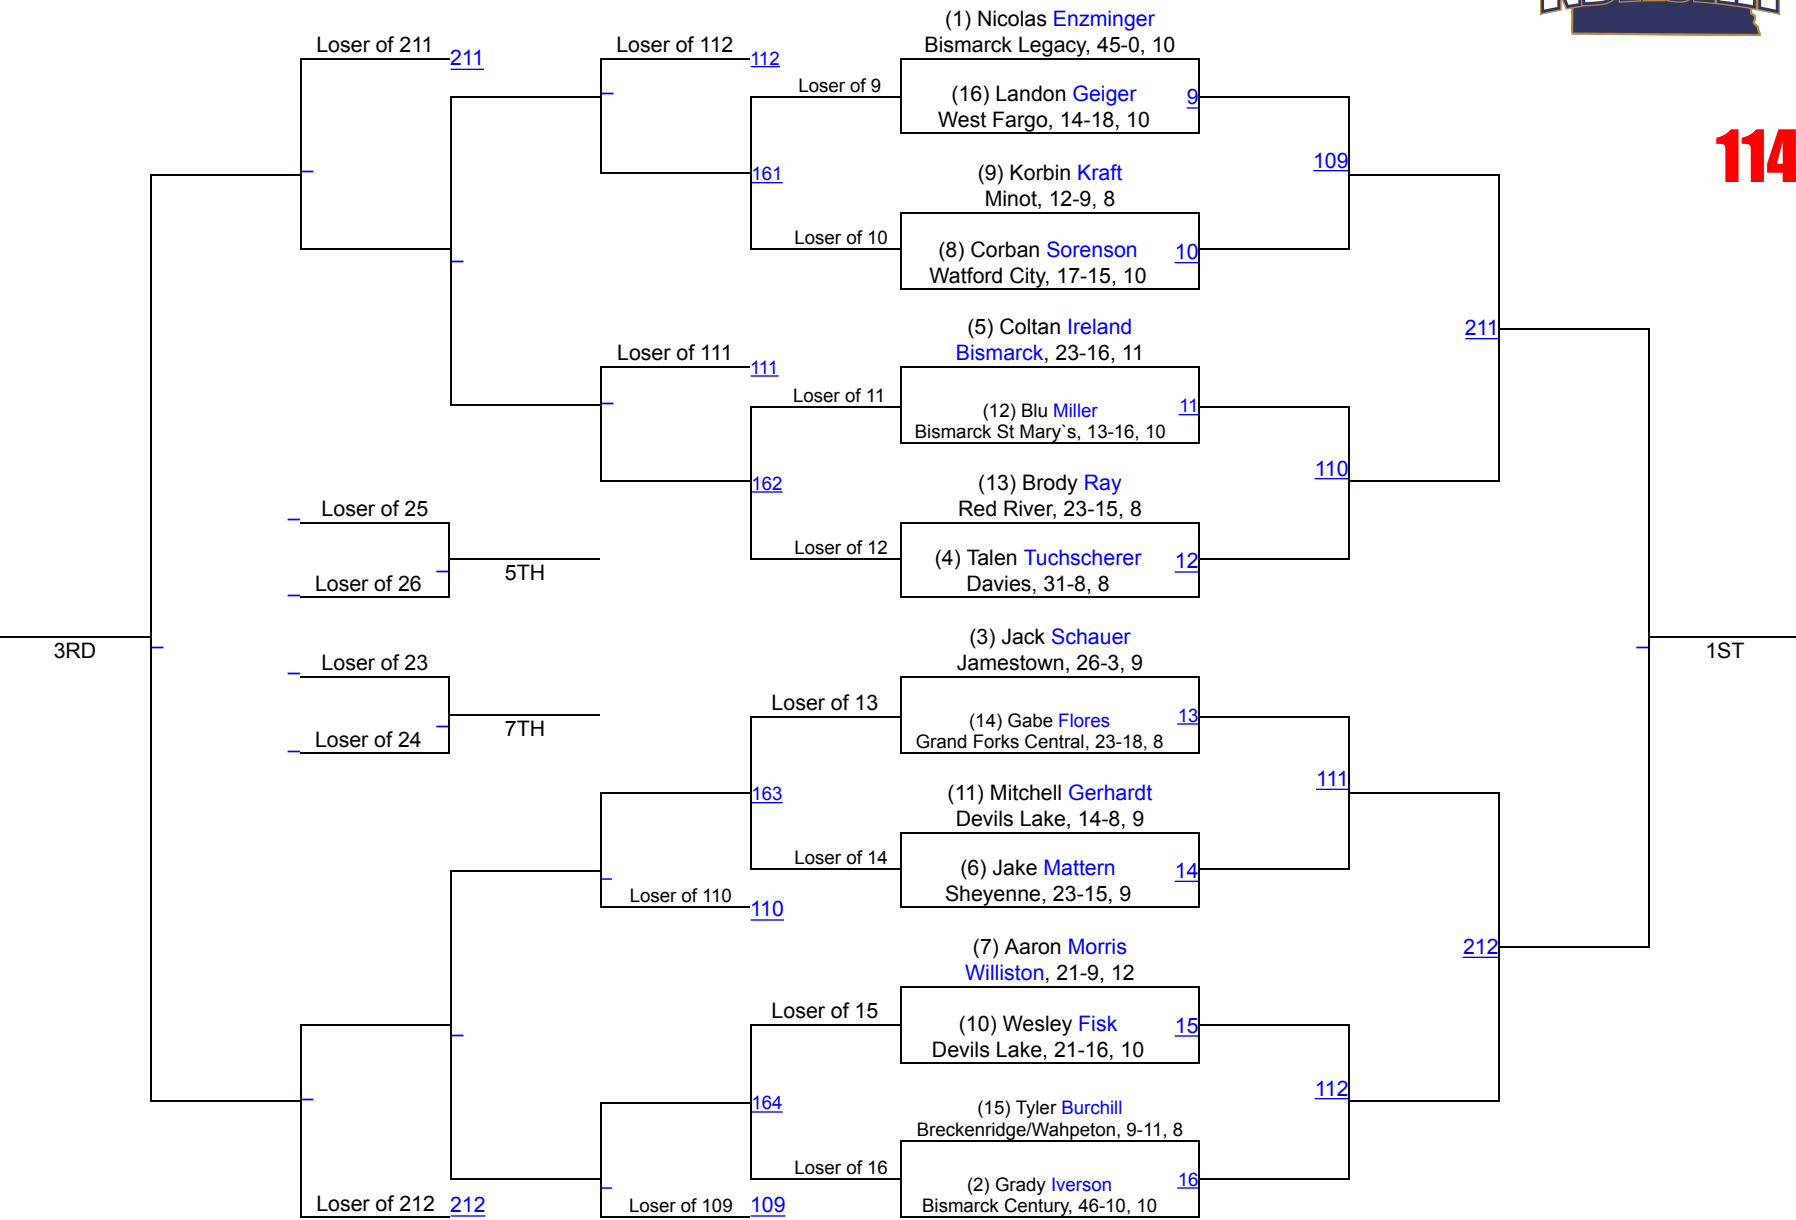 (1) Nicolas Enzminger
Bismarck Legacy, 45-0, 10
Loser of 211
211
Loser of 112
112
Loser of 9
(16) Landon Geiger
West Fargo, 14-18, 10
9
114
109
161
(9) Korbin Kraft
Minot, 12-9, 8
Loser of 10
(8) Corban Sorenson
Watford City, 17-15, 10
10
(5) Coltan Ireland
Bismarck, 23-16, 11
211
Loser of 111
111
Loser of 11
(12) Blu Miller
Bismarck St Mary`s, 13-16, 10
11
110
162
(13) Brody Ray
Red River, 23-15, 8
Loser of 25
Loser of 12
(4) Talen Tuchscherer
Davies, 31-8, 8
12
5TH
Loser of 26
(3) Jack Schauer
Jamestown, 26-3, 9
3RD
1ST
Loser of 23
Loser of 13
(14) Gabe Flores
Grand Forks Central, 23-18, 8
13
7TH
Loser of 24
111
163
(11) Mitchell Gerhardt
Devils Lake, 14-8, 9
Loser of 14
(6) Jake Mattern
Sheyenne, 23-15, 9
14
Loser of 110
110
(7) Aaron Morris
Williston, 21-9, 12
212
Loser of 15
(10) Wesley Fisk
Devils Lake, 21-16, 10
15
112
164
(15) Tyler Burchill
Breckenridge/Wahpeton, 9-11, 8
Loser of 16
(2) Grady Iverson
Bismarck Century, 46-10, 10
16
Loser of 212
212
Loser of 109
109